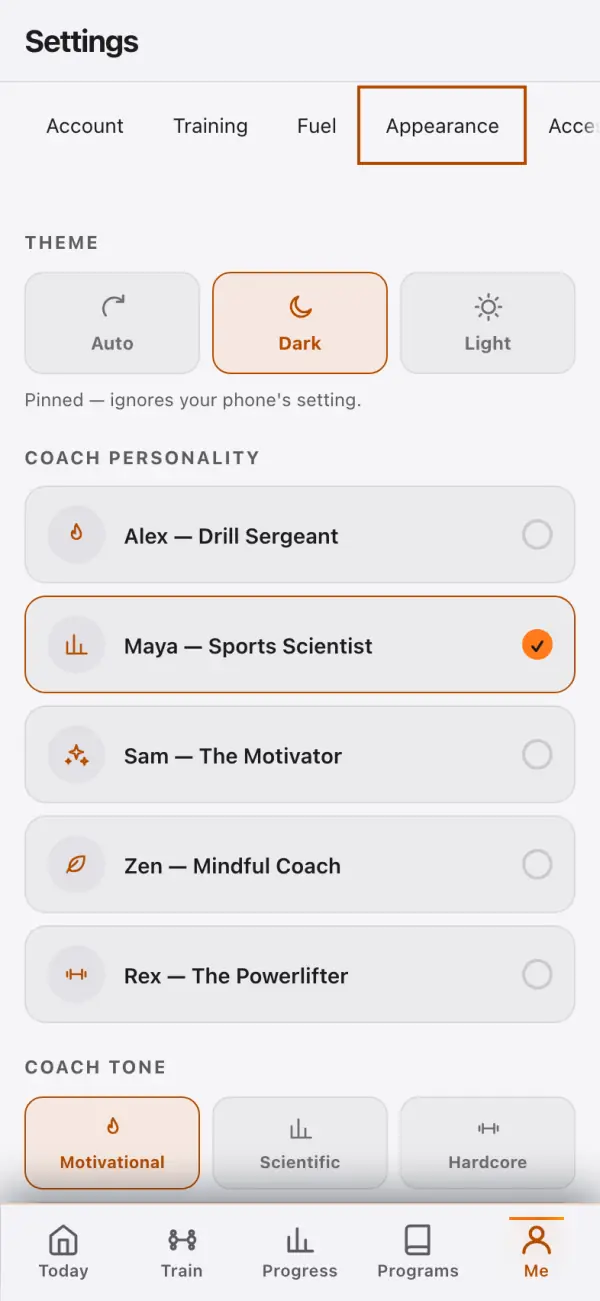 Settings
Account Training Fuel Appearance Acce
THEME
Auto Dark Light
Pinned — ignores your phone's setting.
COACH PERSONALITY
Alex — Drill Sergeant
Maya — Sports Scientist
Sam — The Motivator
Zen — Mindful Coach
Rex — The Powerlifter
COACH TONE
Motivational Scientific Hardcore
Today Train Progress Programs Me